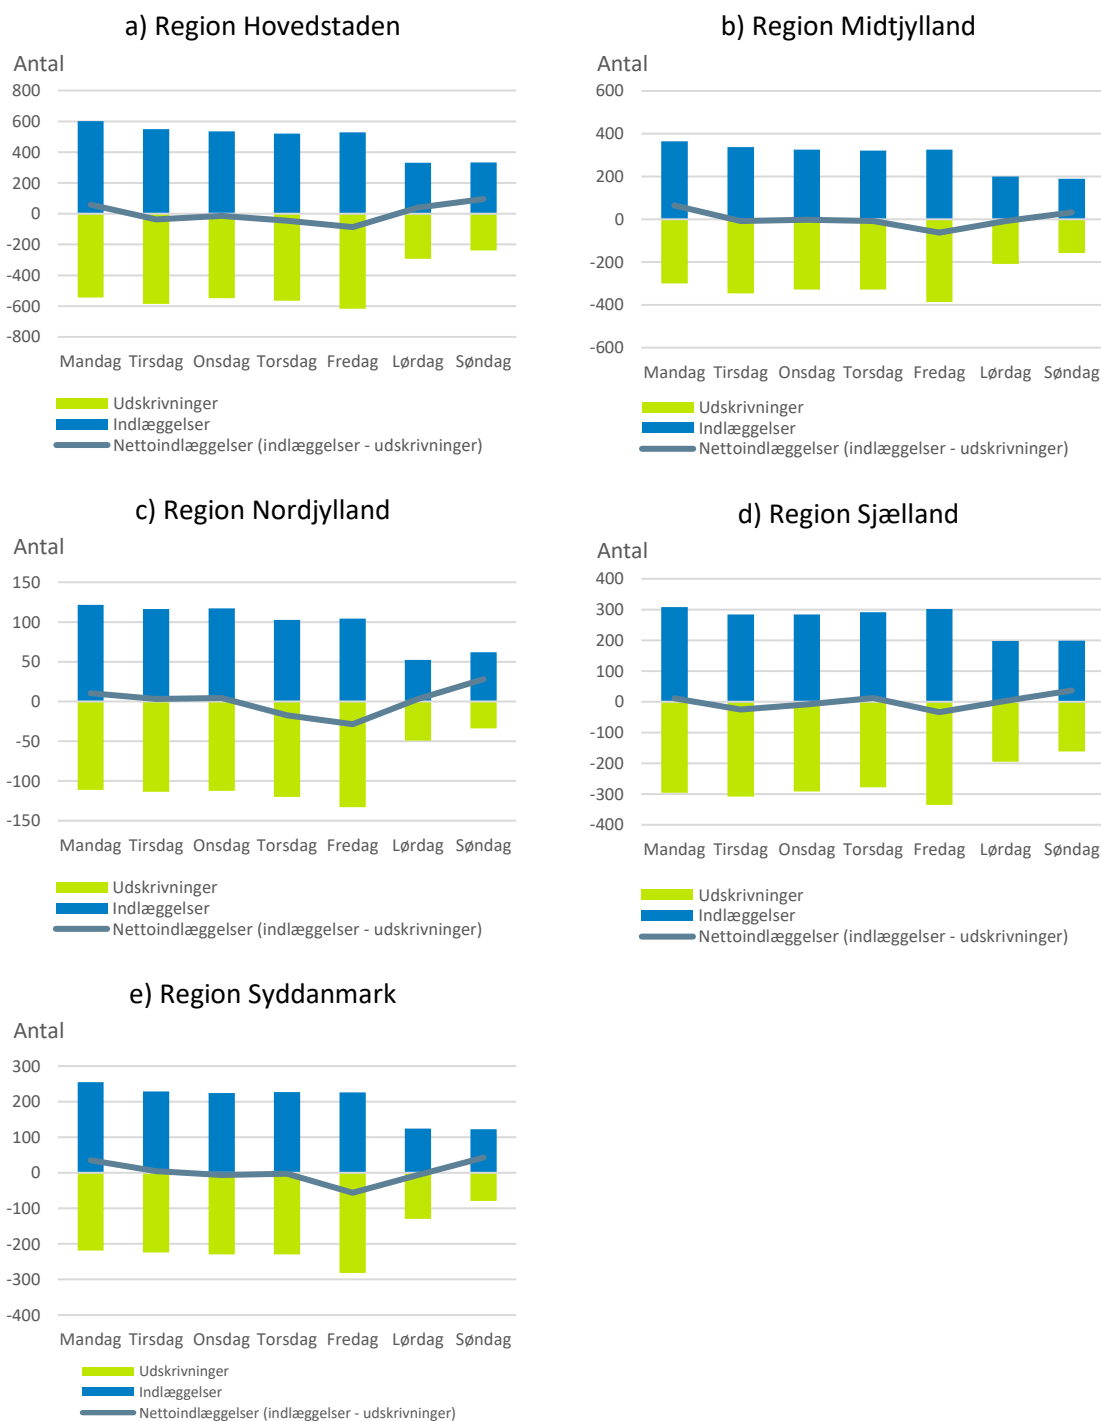 a) Region Hovedstaden
Antal
800
600
400
200
0
-200
-400
-600
-800
Mandag Tirsdag Onsdag Torsdag Fredag Lørdag Søndag
Udskrivninger
Indlæggelser
Nettoindlæggelser (indlæggelser - udskrivninger)
b) Region Midtjylland
Antal
600
400
200
0
-200
-400
-600
Mandag Tirsdag Onsdag Torsdag Fredag Lørdag Søndag
Udskrivninger
Indlæggelser
Nettoindlæggelser (indlæggelser - udskrivninger)
c) Region Nordjylland
Antal
150
100
50
0
-50
-100
-150
Mandag Tirsdag Onsdag Torsdag Fredag Lørdag Søndag
Udskrivninger
Indlæggelser
Nettoindlæggelser (indlæggelser - udskrivninger)
d) Region Sjælland
Antal
400
300
200
100
0
-100
-200
-300
-400
Mandag Tirsdag Onsdag Torsdag Fredag Lørdag Søndag
Udskrivninger
Indlæggelser
Nettoindlæggelser (indlæggelser - udskrivninger)
e) Region Syddanmark
Antal
300
200
100
0
-100
-200
-300
-400
Mandag Tirsdag Onsdag Torsdag Fredag Lørdag Søndag
Udskrivninger
Indlæggelser
Nettoindlæggelser (indlæggelser - udskrivninger)